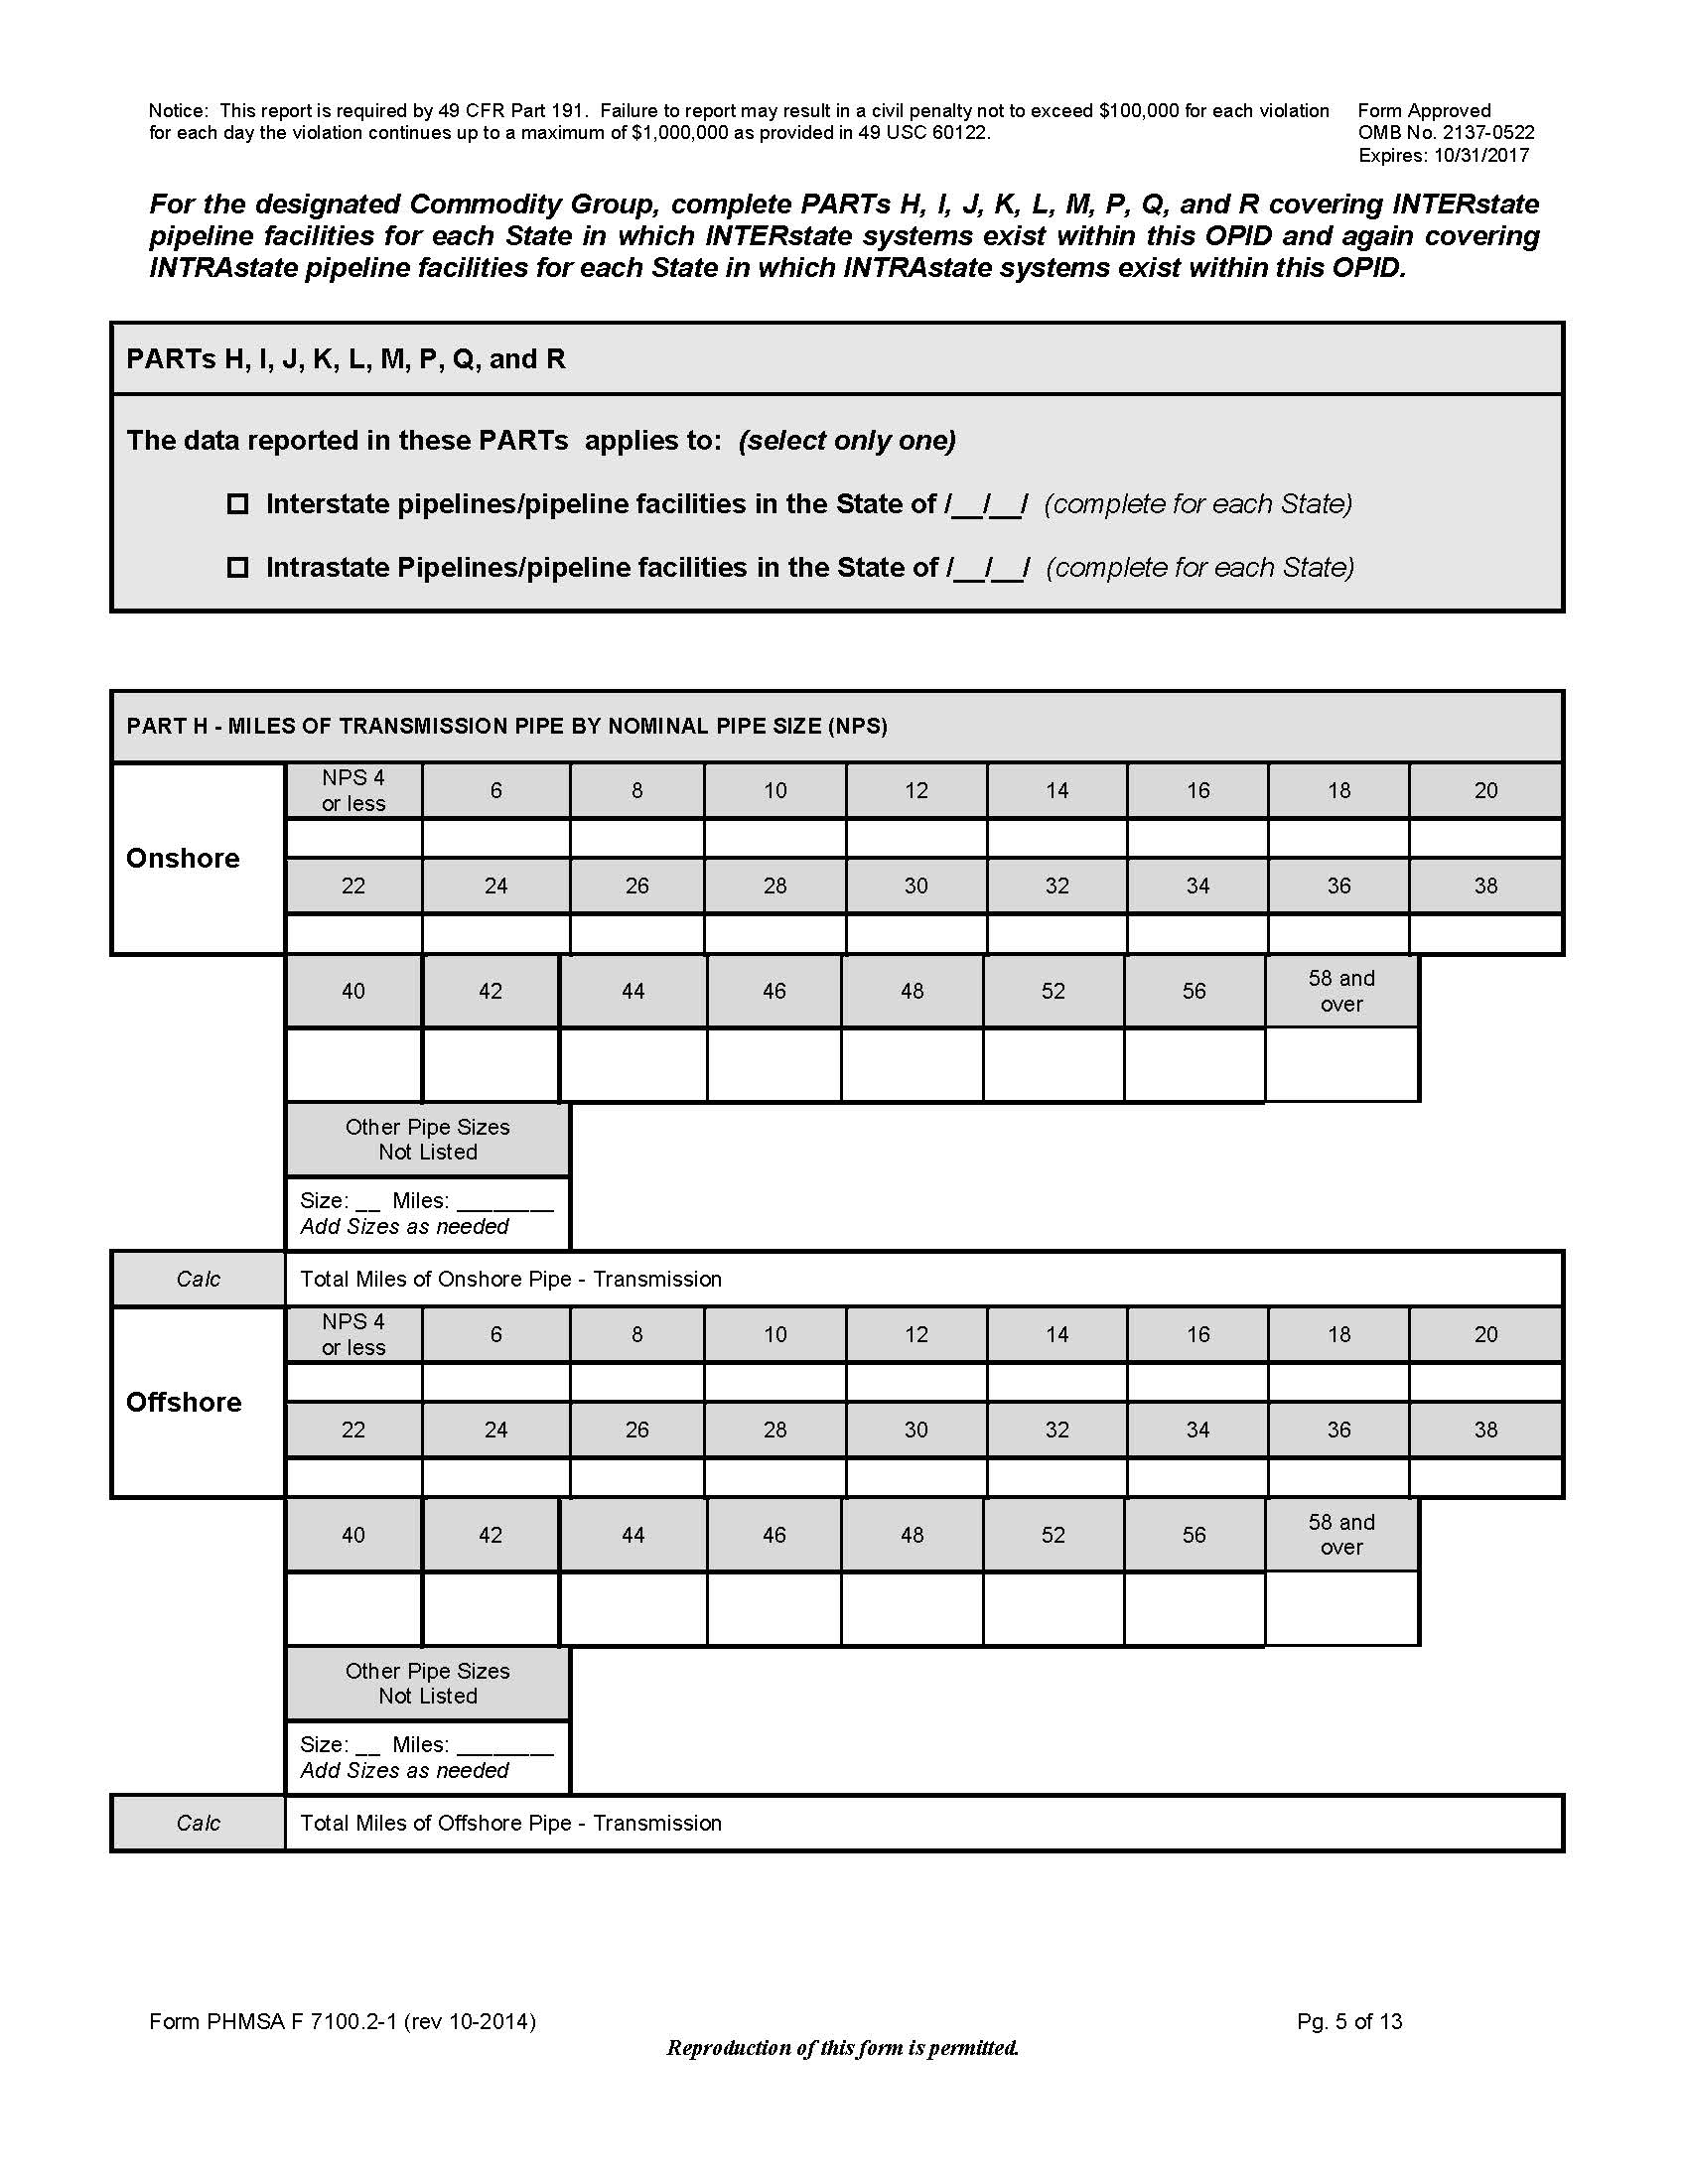 Notice:  This report is required by 49 CFR Part 191.  Failure to report may result in a civil penalty not to exceed $100,000 for each violation
for each day the violation continues up to a maximum of $1,000,000 as provided in 49 USC 60122.
Form Approved
OMB No. 2137-0522
Expires: 10/31/2017
For the designated Commodity Group, complete PARTs H, I, J, K, L, M, P, Q, and R covering INTERstate
pipeline facilities for each State in which INTERstate systems exist within this OPID and again covering
INTRAstate pipeline facilities for each State in which INTRAstate systems exist within this OPID.
PARTs H, I, J, K, L, M, P, Q, and R
The data reported in these PARTs  applies to:  (select only one)
☐ Interstate pipelines/pipeline facilities in the State of /__/__/  (complete for each State)
☐ Intrastate Pipelines/pipeline facilities in the State of /__/__/  (complete for each State)
PART H - MILES OF TRANSMISSION PIPE BY NOMINAL PIPE SIZE (NPS)
Onshore
NPS 4
or less
6 8 10 12 14 16 18 20
22 24 26 28 30 32 34 36 38
40 42 44 46 48 52 56
58 and
over
Other Pipe Sizes
Not Listed
Size: __  Miles: ________
Add Sizes as needed
Calc Total Miles of Onshore Pipe - Transmission
Offshore
NPS 4
or less
6 8 10 12 14 16 18 20
22 24 26 28 30 32 34 36 38
40 42 44 46 48 52 56
58 and
over
Other Pipe Sizes
Not Listed
Size: __  Miles: ________
Add Sizes as needed
Calc Total Miles of Offshore Pipe - Transmission
Form PHMSA F 7100.2-1 (rev 10-2014) Pg. 5 of 13
Reproduction of this form is permitted.